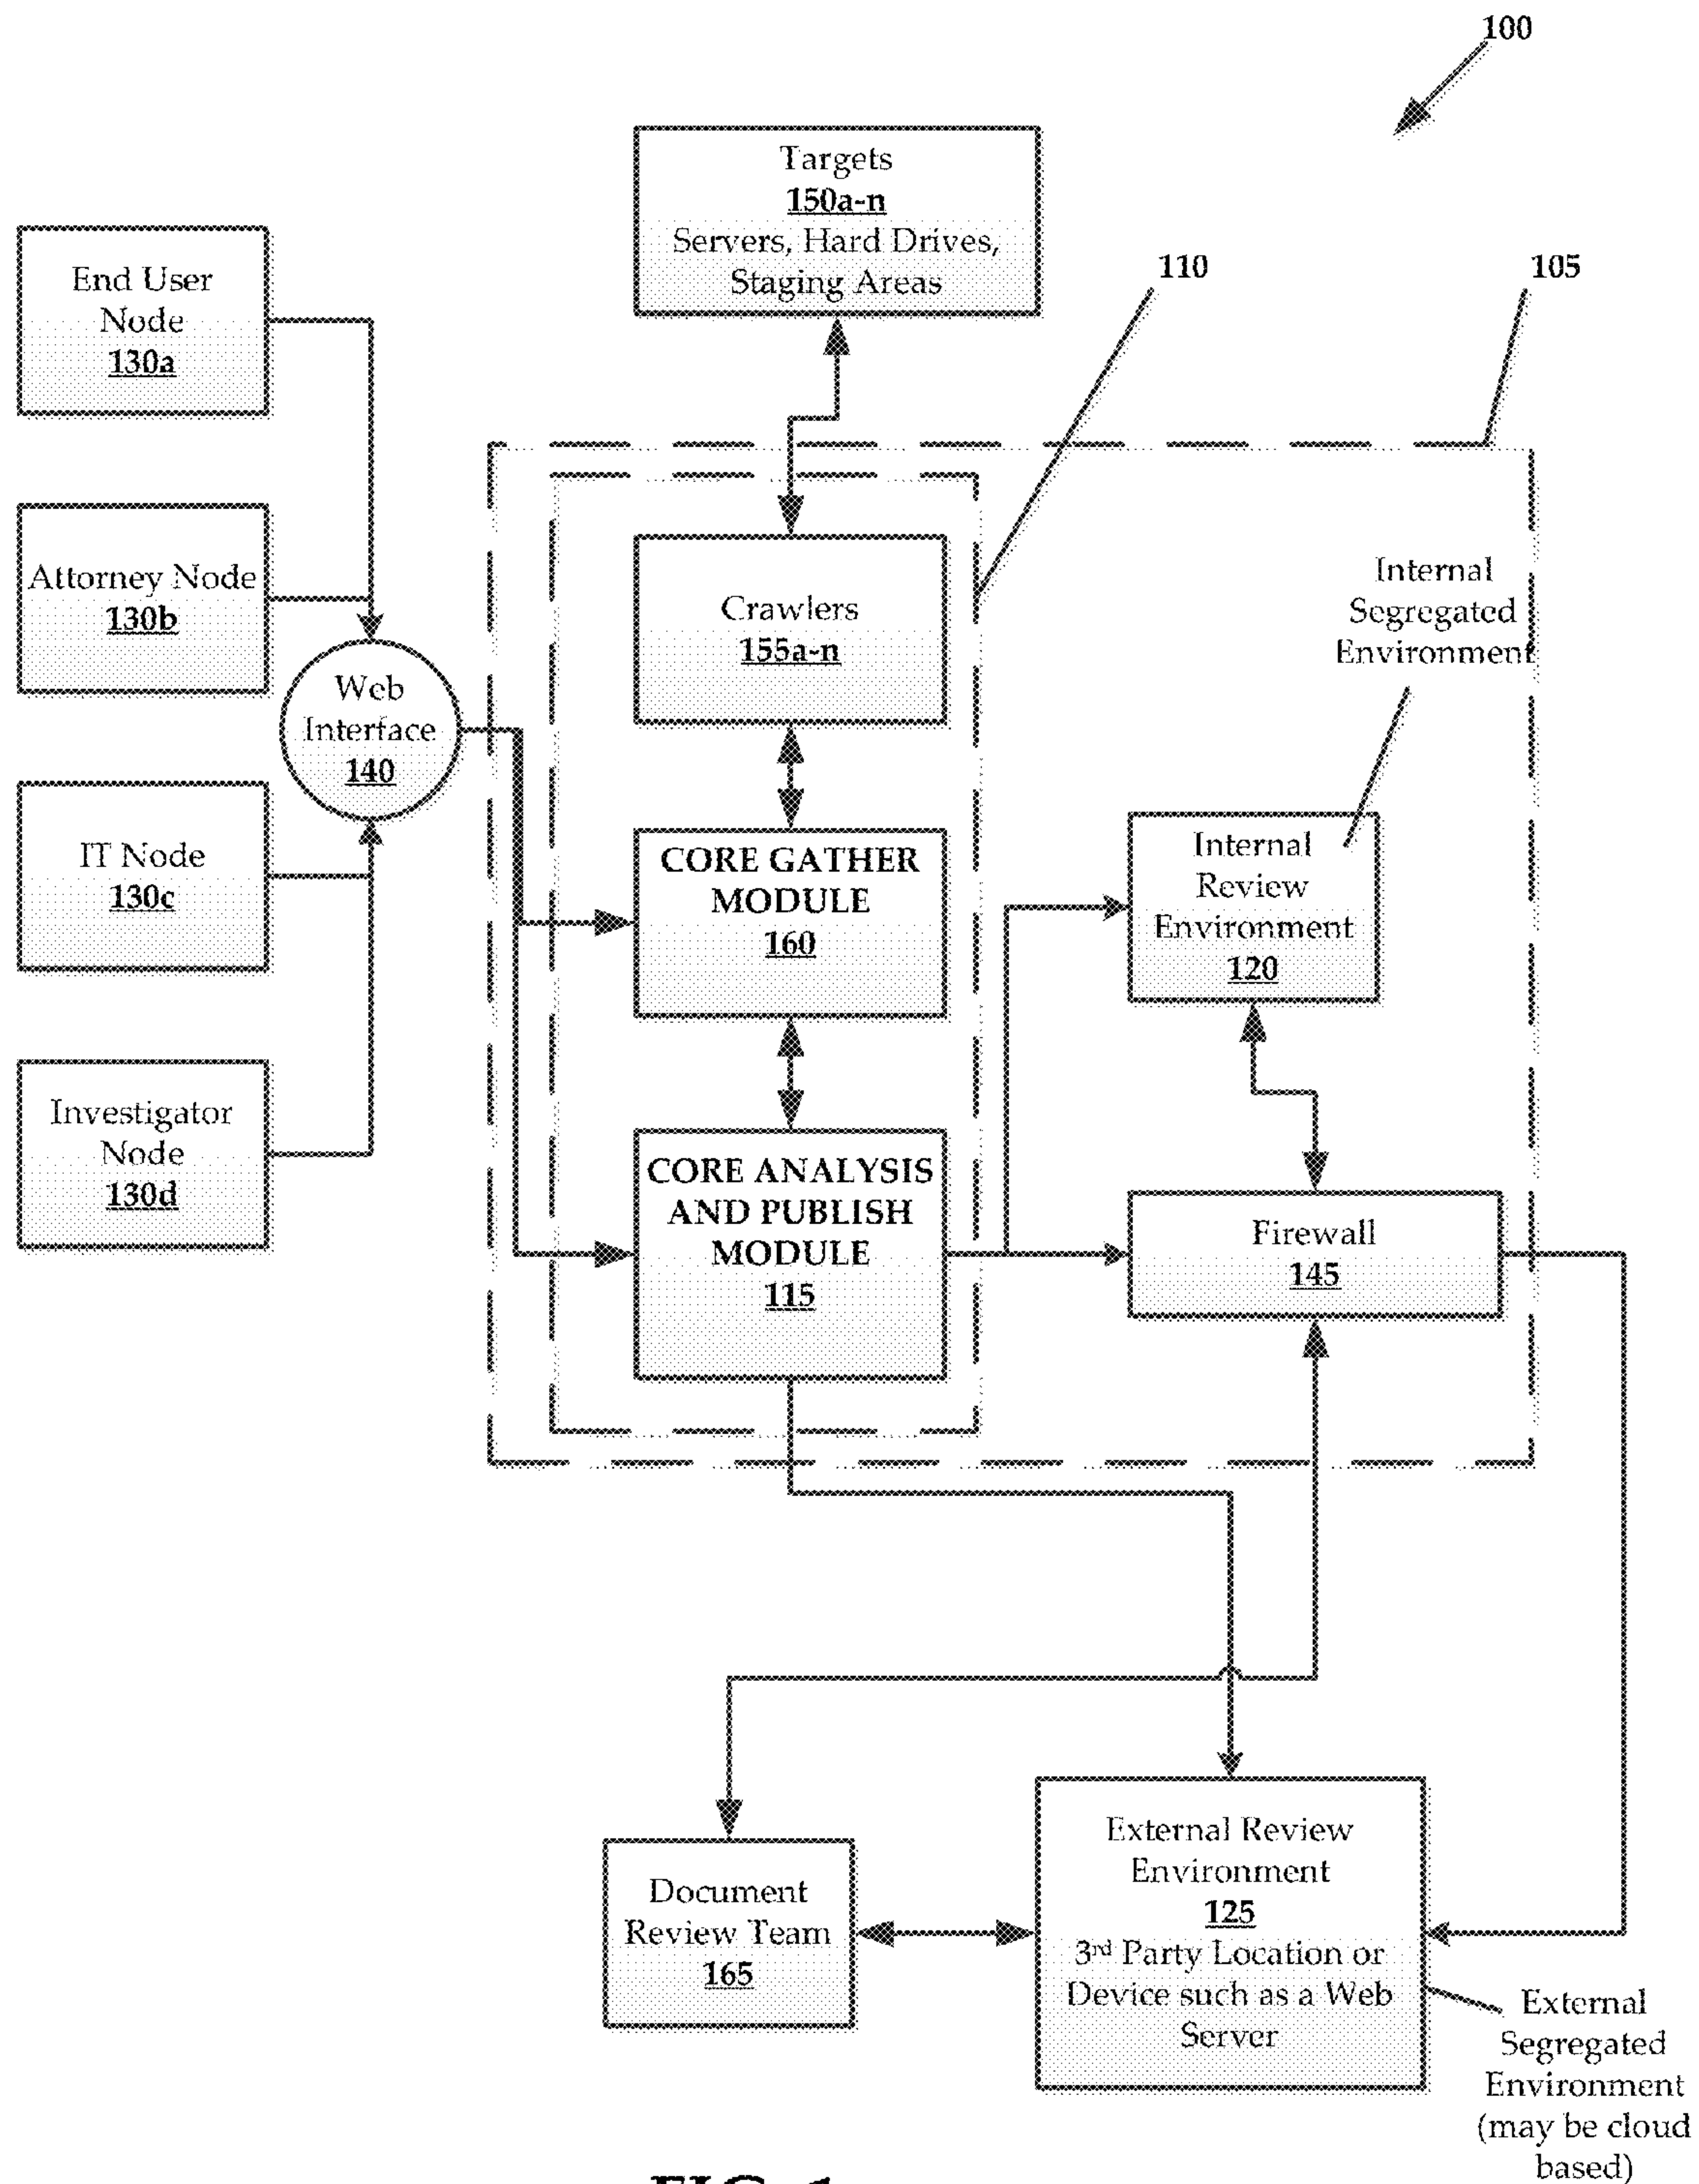 100
Targets
150a-n
Servers, Hard Drives,
Staging Areas
110
105
End User
Node
130a
Attorney Node
130b
Web
Interface
140
IT Node
130c
Investigator
Node
130d
Crawlers
155a-n
CORE GATHER
MODULE
160
CORE ANALYSIS
AND PUBLISH
MODULE
115
Internal
Segregated
Environment
Internal
Review
Environment
120
Firewall
145
Document
Review Team
165
External Review
Environment
125
3rd Party Location or
Device such as a Web
Server
External
Segregated
Environment
(may be cloud
based)